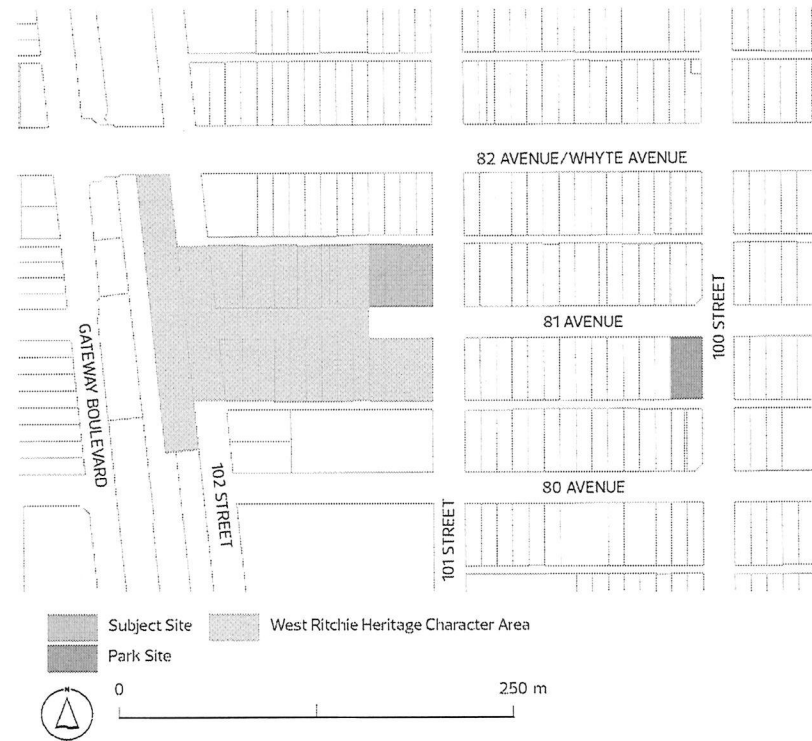 82 AVENUE/WHYTE AVENUE
81 AVENUE
100 STREET
GATEWAY BOULEVARD
102 STREET
101 STREET
80 AVENUE
Subject Site
West Ritchie Heritage Character Area
Park Site
N
0
250 m